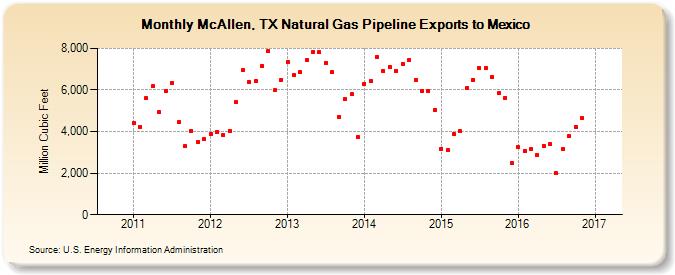 Monthly McAllen, TX Natural Gas Pipeline Exports to Mexico
Million Cubic Feet
8,000
6,000
4,000
2,000
0
2011 2012 2013 2014 2015 2016 2017
Source: U.S. Energy Information Administration